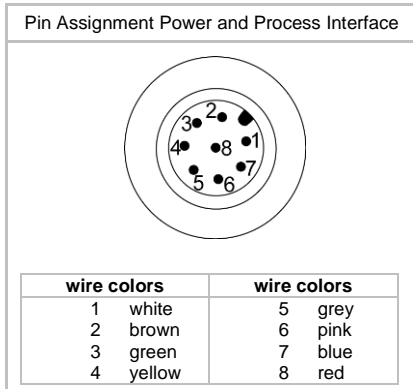 Pin Assignment Power and Process Interface
2
3
1
4
8
7
5
6
wire colors wire colors
1 white 5 grey
2 brown 6 pink
3 green 7 blue
4 yellow 8 red